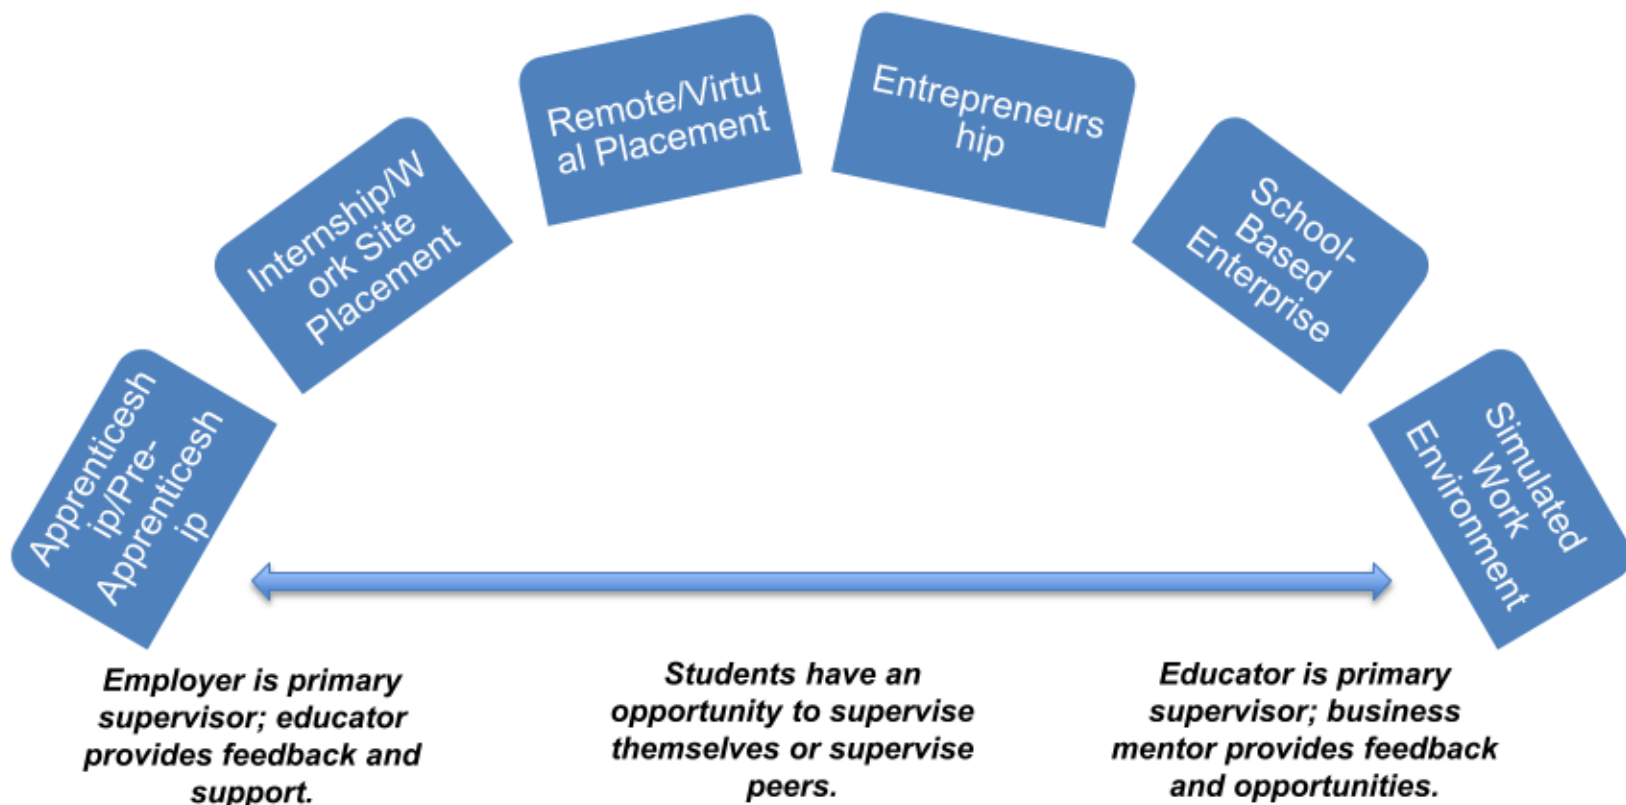 Apprenticesh
ip/Pre-
Apprenticesh
ip
Internship/W
ork Site
Placement
Remote/Virtu
al Placement
Entrepreneurs
hip
School-
Based
Enterprise
Simulated
Work
Environment
Employer is primary
supervisor; educator
provides feedback and
support.
Students have an
opportunity to supervise
themselves or supervise
peers.
Educator is primary
supervisor; business
mentor provides feedback
and opportunities.